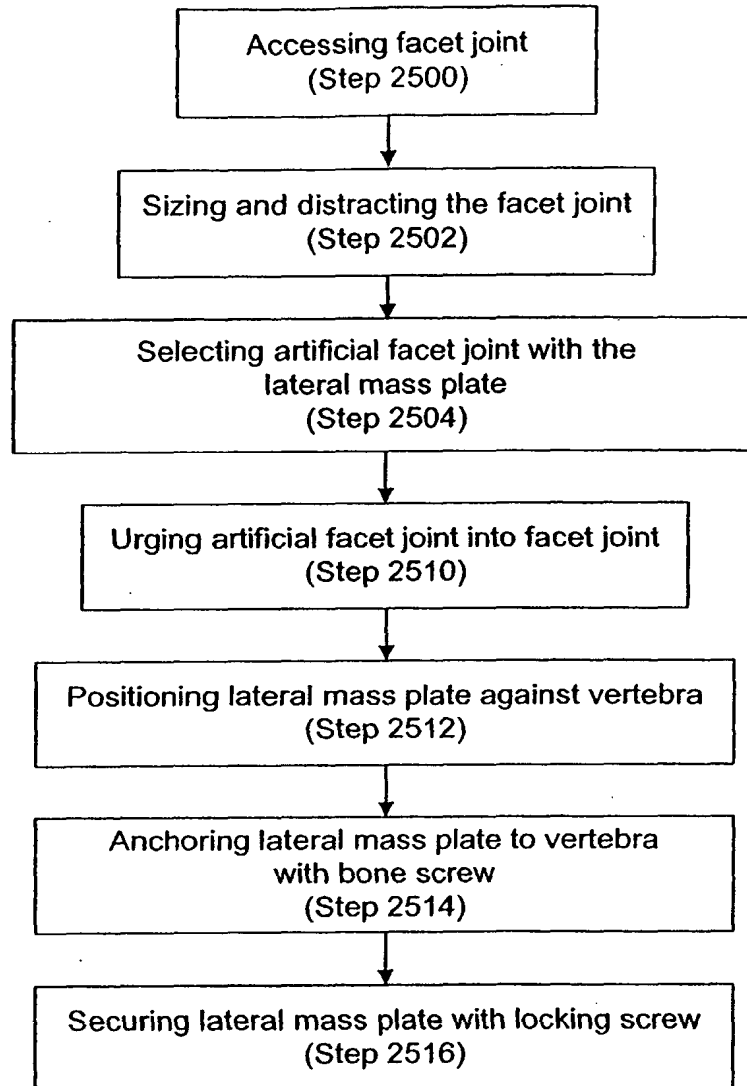 Accessing facet joint
(Step 2500)
Sizing and distracting the facet joint
(Step 2502)
Selecting artificial facet joint with the
lateral mass plate
(Step 2504)
Urging artificial facet joint into facet joint
(Step 2510)
Positioning lateral mass plate against vertebra
(Step 2512)
Anchoring lateral mass plate to vertebra
with bone screw
(Step 2514)
Securing lateral mass plate with locking screw
(Step 2516)